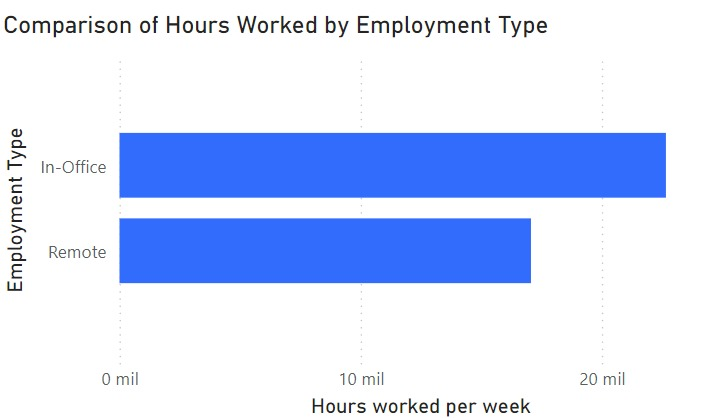 Comparison of Hours Worked by Employment Type
Employment Type
In-Office
Remote
0 mil
10 mil
20 mil
Hours worked per week